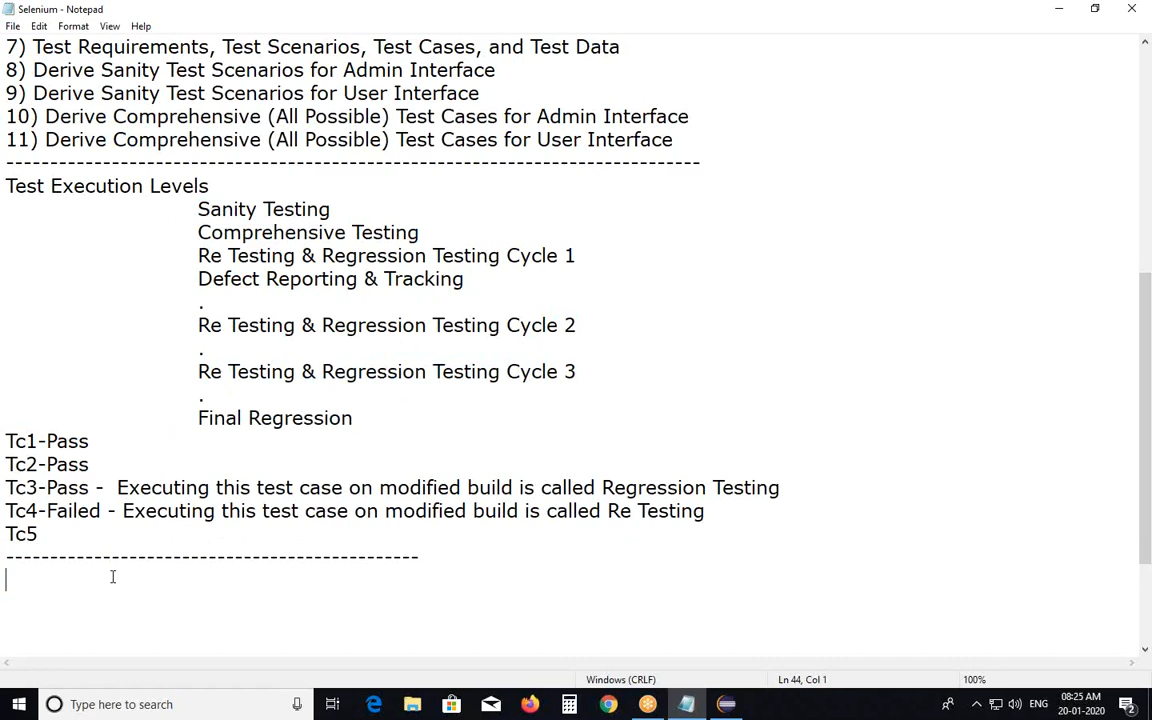 Selenium - Notepad
File Edit Format View Help
7) Test Requirements, Test Scenarios, Test Cases, and Test Data
8) Derive Sanity Test Scenarios for Admin Interface
9) Derive Sanity Test Scenarios for User Interface
10) Derive Comprehensive (All Possible) Test Cases for Admin Interface
11) Derive Comprehensive (All Possible) Test Cases for User Interface
-------------------------------------------------------------------------------
Test Execution Levels
Sanity Testing
Comprehensive Testing
Re Testing & Regression Testing Cycle 1
Defect Reporting & Tracking
.
Re Testing & Regression Testing Cycle 2
.
Re Testing & Regression Testing Cycle 3
.
Final Regression
Tc1-Pass
Tc2-Pass
Tc3-Pass -  Executing this test case on modified build is called Regression Testing
Tc4-Failed - Executing this test case on modified build is called Re Testing
Tc5
-----------------------------------------------
Windows (CRLF) Ln 44, Col 1 100%
Type here to search
ENG
08:25 AM
20-01-2020
2